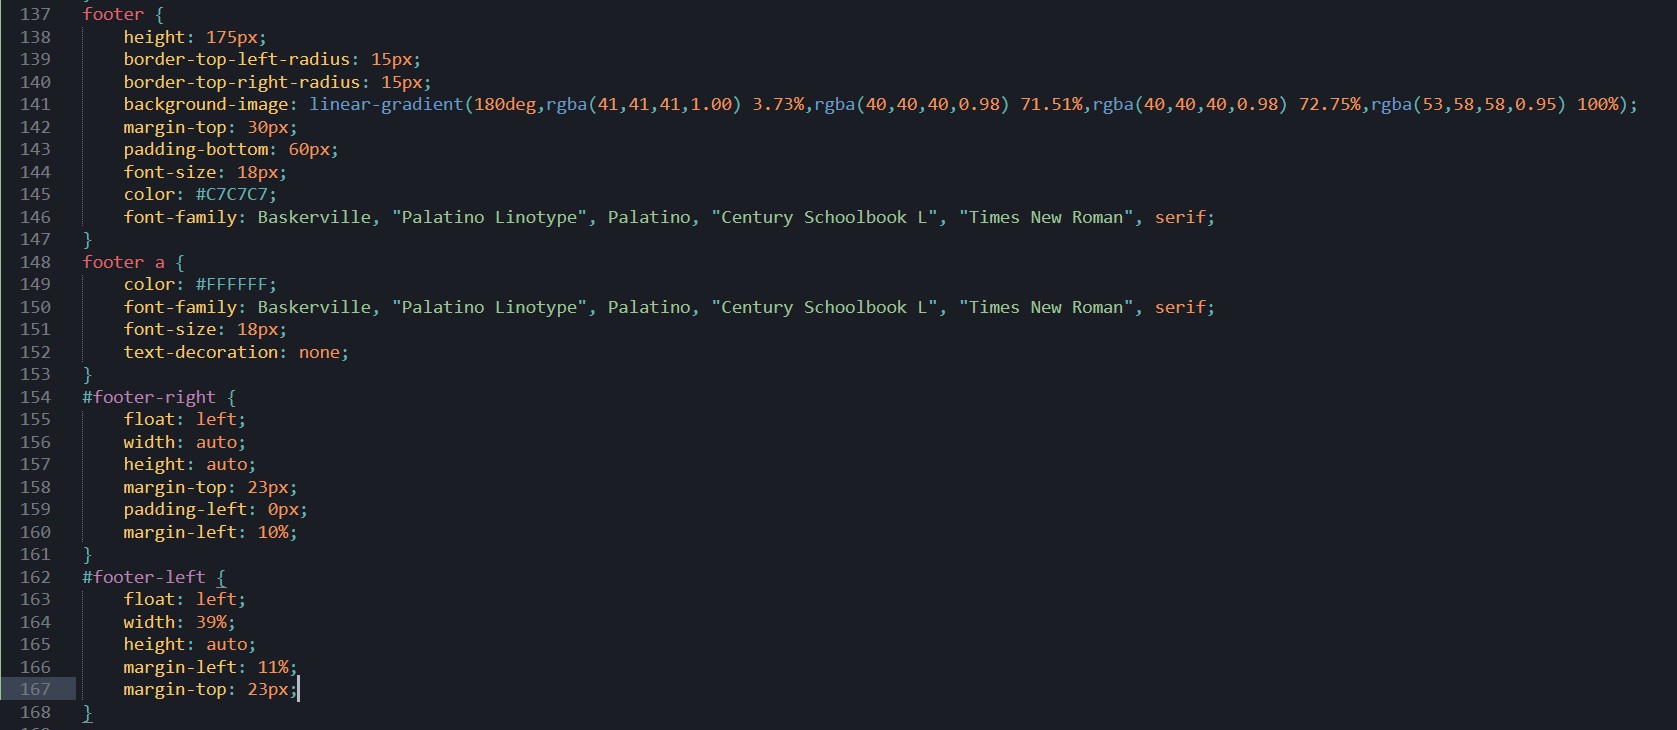 137 footer {
138 height: 175px;
139 border-top-left-radius: 15px;
140 border-top-right-radius: 15px;
141 background-image: linear-gradient(180deg,rgba(41,41,41,1.00) 3.73%,rgba(40,40,40,0.98) 71.51%,rgba(40,40,40,0.98) 72.75%,rgba(53,58,58,0.95) 100%);
142 margin-top: 30px;
143 padding-bottom: 60px;
144 font-size: 18px;
145 color: #C7C7C7;
146 font-family: Baskerville, "Palatino Linotype", Palatino, "Century Schoolbook L", "Times New Roman", serif;
147 }
148 footer a {
149 color: #FFFFFF;
150 font-family: Baskerville, "Palatino Linotype", Palatino, "Century Schoolbook L", "Times New Roman", serif;
151 font-size: 18px;
152 text-decoration: none;
153 }
154 #footer-right {
155 float: left;
156 width: auto;
157 height: auto;
158 margin-top: 23px;
159 padding-left: 0px;
160 margin-left: 10%;
161 }
162 #footer-left {
163 float: left;
164 width: 39%;
165 height: auto;
166 margin-left: 11%;
167 margin-top: 23px;
168 }